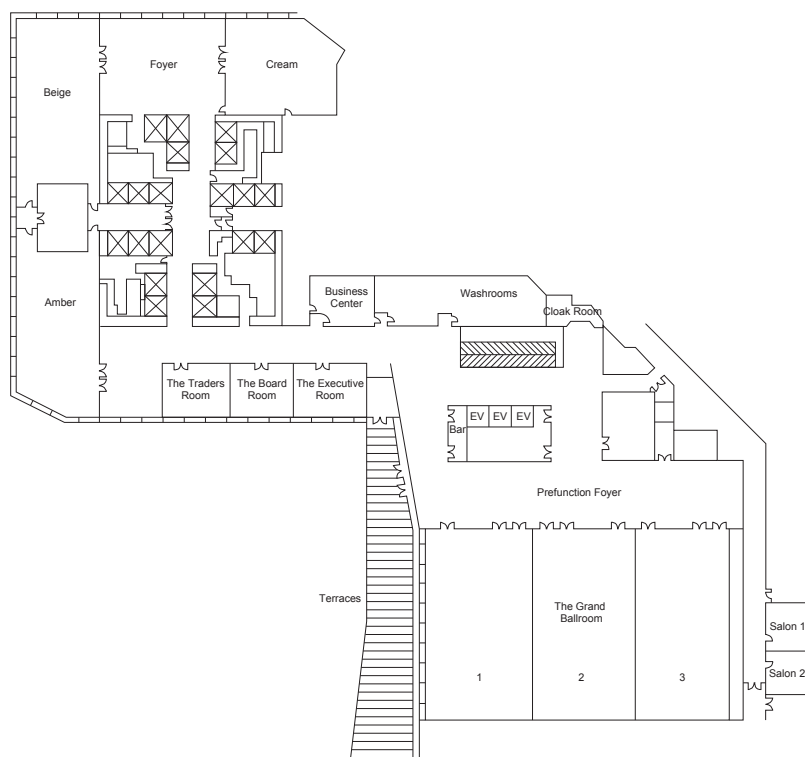 Foyer
Cream
Beige
Business
Center
Washrooms
Amber
Cloak Room
The Traders
Room
The Board
Room
The Executive
Room
EV
EV
EV
Bar
Prefunction Foyer
Terraces
The Grand
Ballroom
Salon 1
Salon 2
1
2
3